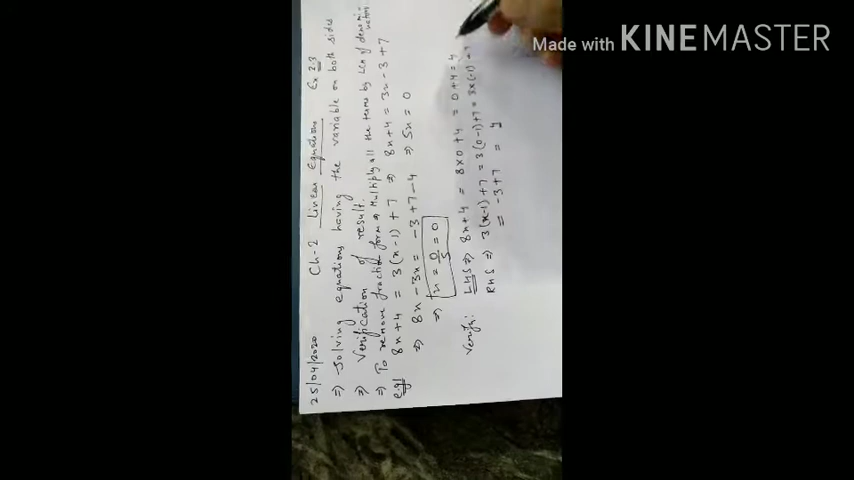 25/04/2020 Ch-2 Linear Equations Ex 2.3
⇒ Solving equations having the variable on both sides
⇒ Verification of result.
⇒ To remove fraction form → Multiply all the terms by LCM of denominators
e.g/ 8x+4 = 3(x-1)+7 ⇒ 8x+4 = 3x-3+7
⇒ 8x-3x = -3+7-4 ⇒ 5x = 0
⇒ x = 0/5 = 0
Verify: LHS ⇒ 8x+4 = 8×0+4 = 0+4 = 4
RHS ⇒ 3(x-1)+7 = 3(0-1)+7 = 3×(-1)+7
= -3+7 = 4
Made with KINEMASTER